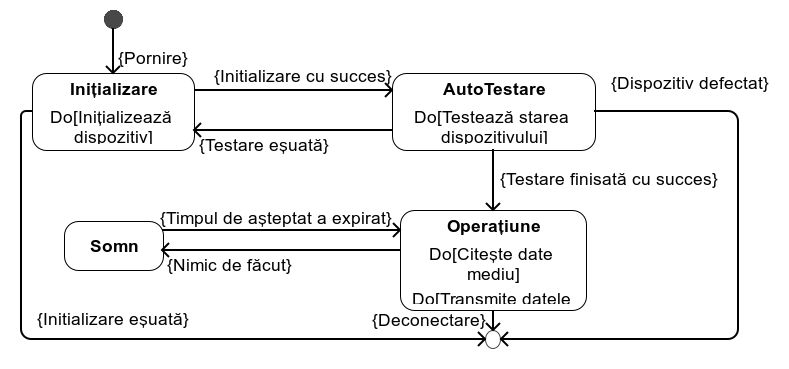 {Pornire}
Inițializare
Do[Inițializează
dispozitiv]
{Initializare cu succes}
AutoTestare
Do[Testează starea
dispozitivului]
{Dispozitiv defectat}
{Testare eșuată}
{Testare finisată cu succes}
{Timpul de așteptat a expirat}
Somn
{Nimic de făcut}
Operațiune
Do[Citește date
mediu]
Do[Transmite datele
{Initializare eșuată}
{Deconectare}